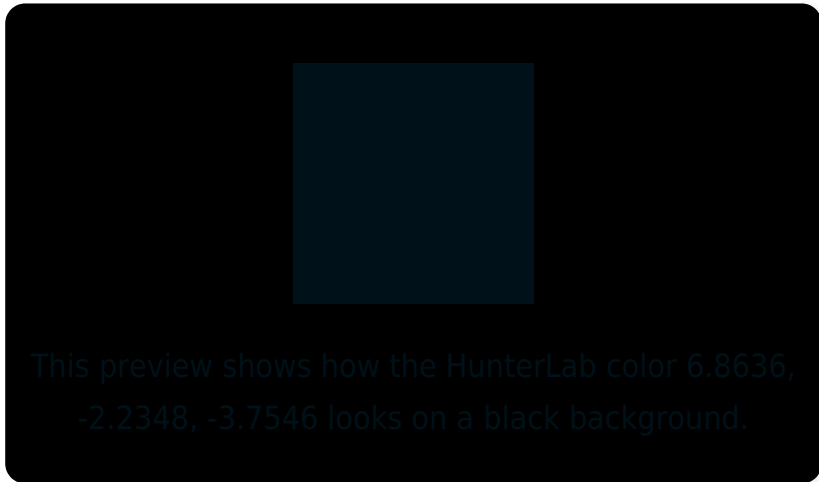 This preview shows how the HunterLab color 6.8636,
-2.2348, -3.7546 looks on a black background.